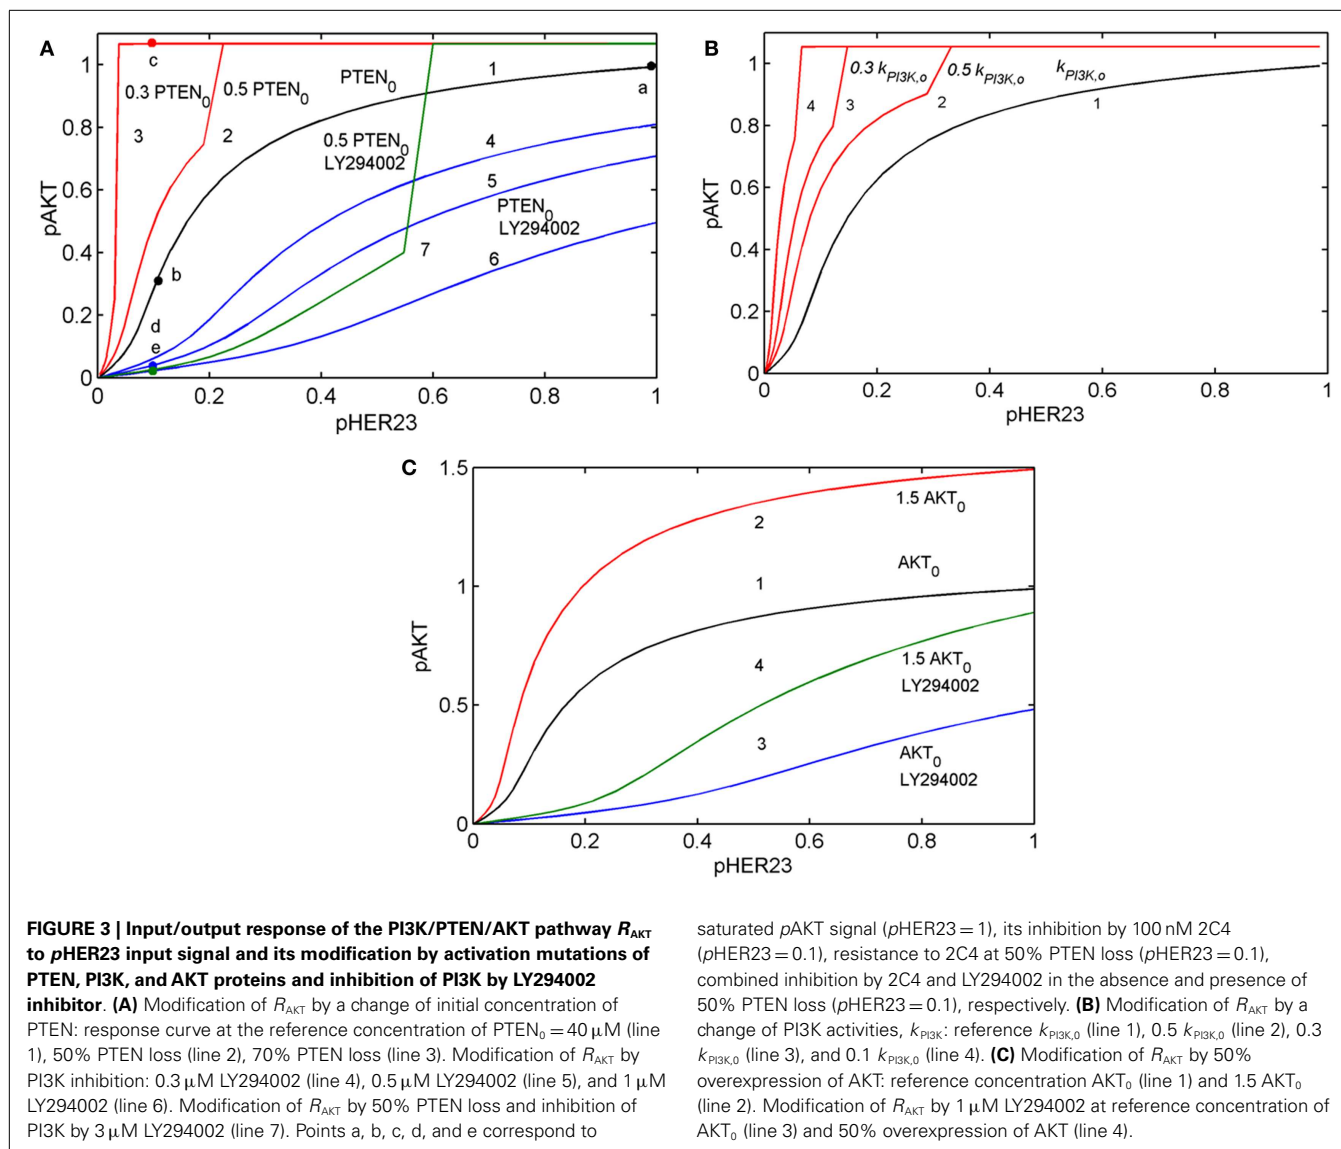 A
1
0.8
0.6
0.4
0.2
0
pAKT
c
0.3 PTEN0
0.5 PTEN0
PTEN0
1
a
3
2
0.5 PTEN0
LY294002
4
5
PTEN0
LY294002
7
6
b
d
e
0.2
0.4
0.6
0.8
1
pHER23
B
1
0.8
0.6
0.4
0.2
0
pAKT
0.3 kPI3K,o
0.5 kPI3K,o
kPI3K,o
4
3
2
1
0
0.2
0.4
0.6
0.8
1
pHER23
C
1.5
1
0.5
0
pAKT
1.5 AKT0
2
AKT0
1
4
1.5 AKT0
LY294002
3
AKT0
LY294002
0
0.2
0.4
0.6
0.8
1
pHER23
FIGURE 3 | Input/output response of the PI3K/PTEN/AKT pathway RAKT
to pHER23 input signal and its modification by activation mutations of
PTEN, PI3K, and AKT proteins and inhibition of PI3K by LY294002
inhibitor. (A) Modification of RAKT by a change of initial concentration of
PTEN: response curve at the reference concentration of PTEN0 = 40 μM (line
1), 50% PTEN loss (line 2), 70% PTEN loss (line 3). Modification of RAKT by
PI3K inhibition: 0.3 μM LY294002 (line 4), 0.5 μM LY294002 (line 5), and 1 μM
LY294002 (line 6). Modification of RAKT by 50% PTEN loss and inhibition of
PI3K by 3 μM LY294002 (line 7). Points a, b, c, d, and e correspond to
saturated pAKT signal (pHER23 = 1), its inhibition by 100 nM 2C4
(pHER23 = 0.1), resistance to 2C4 at 50% PTEN loss (pHER23 = 0.1),
combined inhibition by 2C4 and LY294002 in the absence and presence of
50% PTEN loss (pHER23 = 0.1), respectively. (B) Modification of RAKT by a
change of PI3K activities, kPI3K: reference kPI3K,0 (line 1), 0.5 kPI3K,0 (line 2), 0.3
kPI3K,0 (line 3), and 0.1 kPI3K,0 (line 4). (C) Modification of RAKT by 50%
overexpression of AKT: reference concentration AKT0 (line 1) and 1.5 AKT0
(line 2). Modification of RAKT by 1 μM LY294002 at reference concentration of
AKT0 (line 3) and 50% overexpression of AKT (line 4).